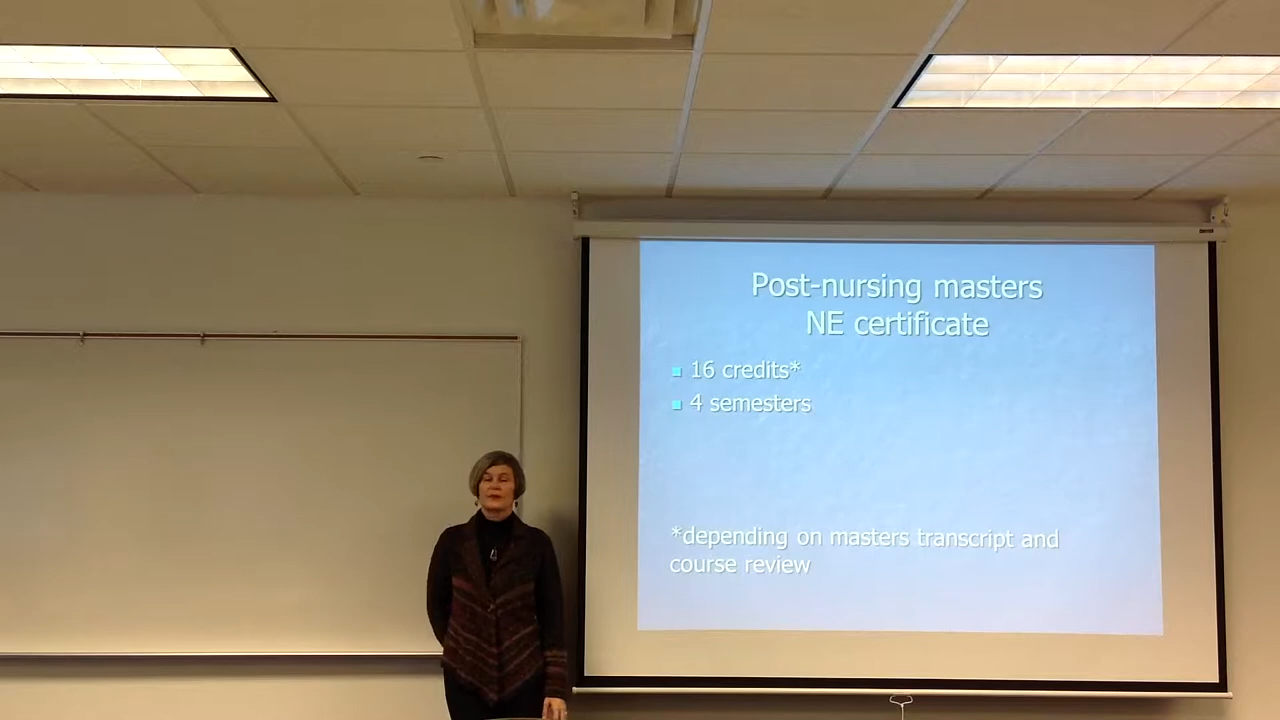 Post-nursing masters
NE certificate
16 credits*
4 semesters
*depending on masters transcript and
course review